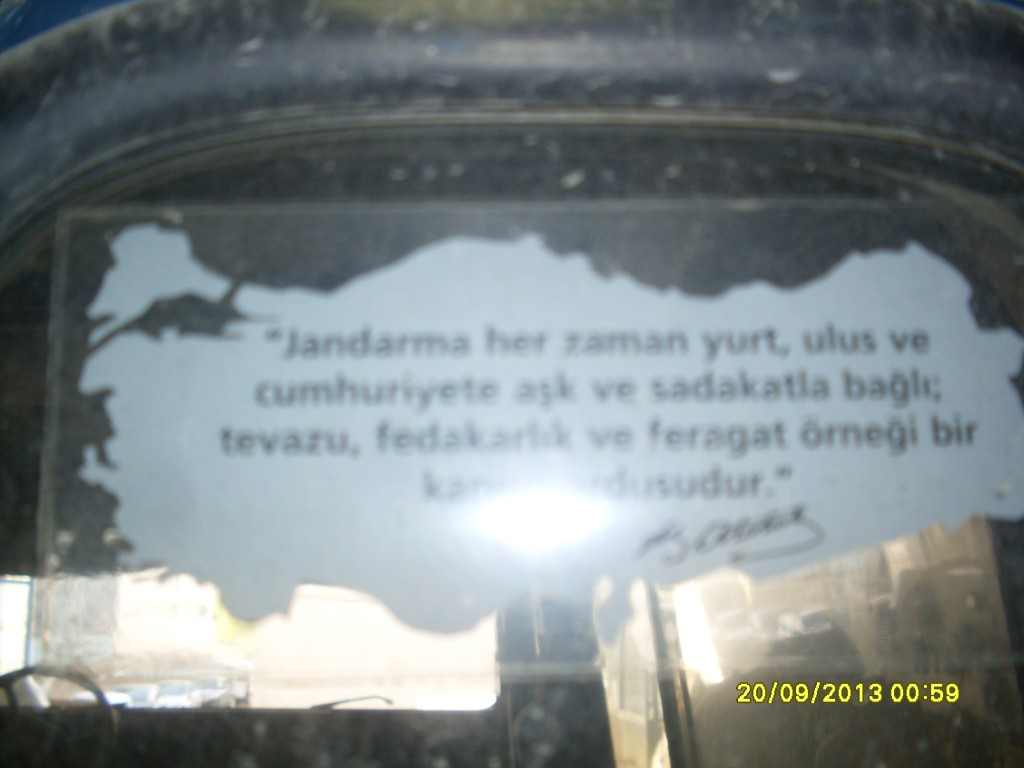 "Jandarma her zaman yurt, ulus ve
cumhuriyete aşk ve sadakatla bağlı;
tevazu, fedakarlık ve feragat örneği bir
ordusudur."
20/09/2013 00:59